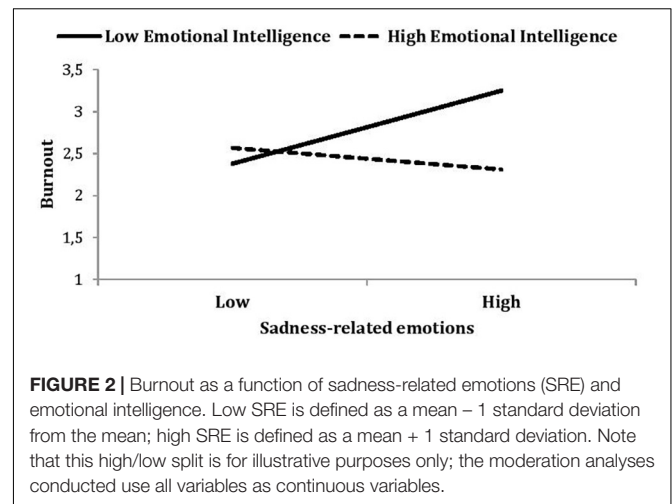 Low Emotional Intelligence High Emotional Intelligence
3,5
3
2,5
2
1,5
1
Burnout
Low High
Sadness-related emotions
FIGURE 2 | Burnout as a function of sadness-related emotions (SRE) and
emotional intelligence. Low SRE is defined as a mean – 1 standard deviation
from the mean; high SRE is defined as a mean + 1 standard deviation. Note
that this high/low split is for illustrative purposes only; the moderation analyses
conducted use all variables as continuous variables.